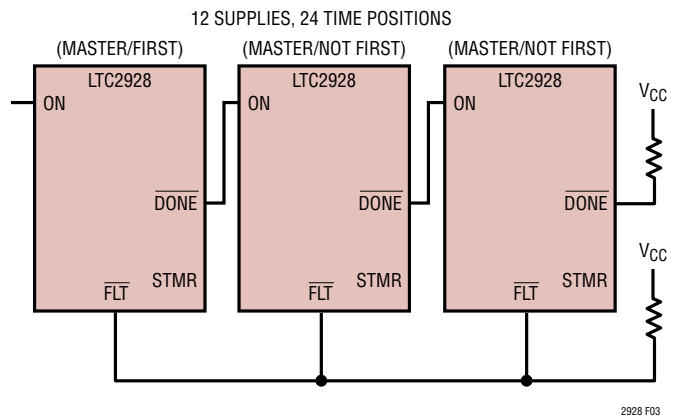 12 SUPPLIES, 24 TIME POSITIONS
(MASTER/FIRST) (MASTER/NOT FIRST) (MASTER/NOT FIRST)
LTC2928 LTC2928 LTC2928
VCC
ON ON ON
DONE DONE DONE
VCC
STMR STMR STMR
FLT FLT FLT
2928 F03